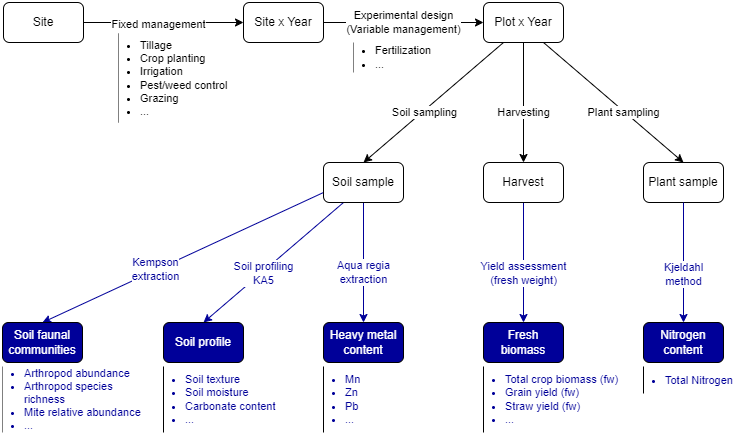 Site
Fixed management
Site x Year
Experimental design
(Variable management)
Plot x Year
• Tillage
• Crop planting
• Irrigation
• Pest/weed control
• Grazing
• ...
• Fertilization
• ...
Soil sampling
Harvesting
Plant sampling
Soil sample
Harvest
Plant sample
Kempson
extraction
Soil profiling
KA5
Aqua regia
extraction
Yield assessment
(fresh weight)
Kjeldahl
method
Soil faunal
communities
Soil profile
Heavy metal
content
Fresh
biomass
Nitrogen
content
• Arthropod abundance
• Arthropod species
richness
• Mite relative abundance
• ...
• Soil texture
• Soil moisture
• Carbonate content
• ...
• Mn
• Zn
• Pb
• ...
• Total crop biomass (fw)
• Grain yield (fw)
• Straw yield (fw)
• ...
• Total Nitrogen